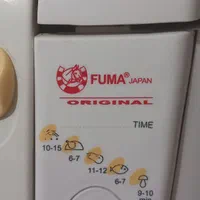 FUMA® JAPAN
ORIGINAL
TIME
10-15
6-7
11-12
6-7
9-10